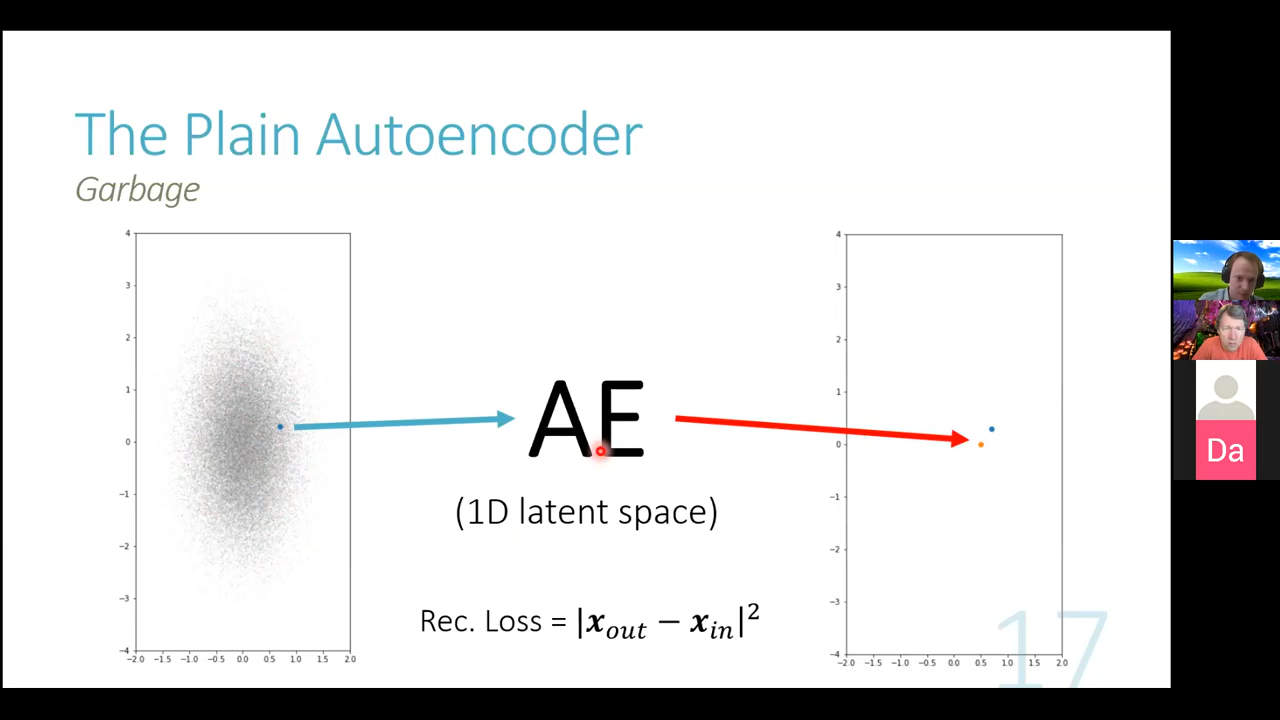 The Plain Autoencoder
Garbage
4
3
2
1
0
−1
−2
−3
−4
−2.0 −1.5 −1.0 −0.5 0.0 0.5 1.0 1.5 2.0
AE
(1D latent space)
Rec. Loss = |x_out − x_in|²
4
3
2
1
0
−1
−2
−3
−4
−2.0 −1.5 −1.0 −0.5 0.0 0.5 1.0 1.5 2.0
17
Da